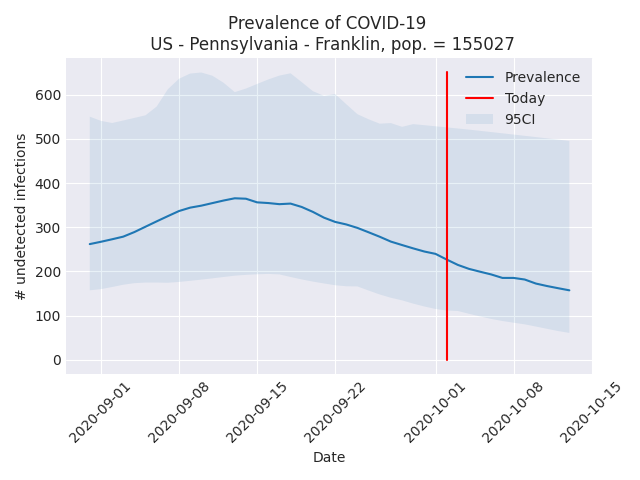 Prevalence of COVID-19
US - Pennsylvania - Franklin, pop. = 155027
Prevalence
Today
95CI
# undetected infections
600
500
400
300
200
100
0
2020-09-01
2020-09-08
2020-09-15
2020-09-22
2020-10-01
2020-10-08
2020-10-15
Date